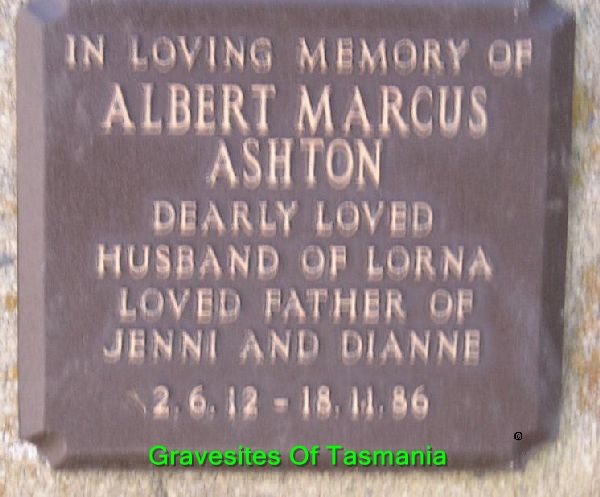 IN LOVING MEMORY OF
ALBERT MARCUS
ASHTON
DEARLY LOVED
HUSBAND OF LORNA
LOVED FATHER OF
JENNI AND DIANNE
2.6.12 - 18.11.86
®
Gravesites Of Tasmania